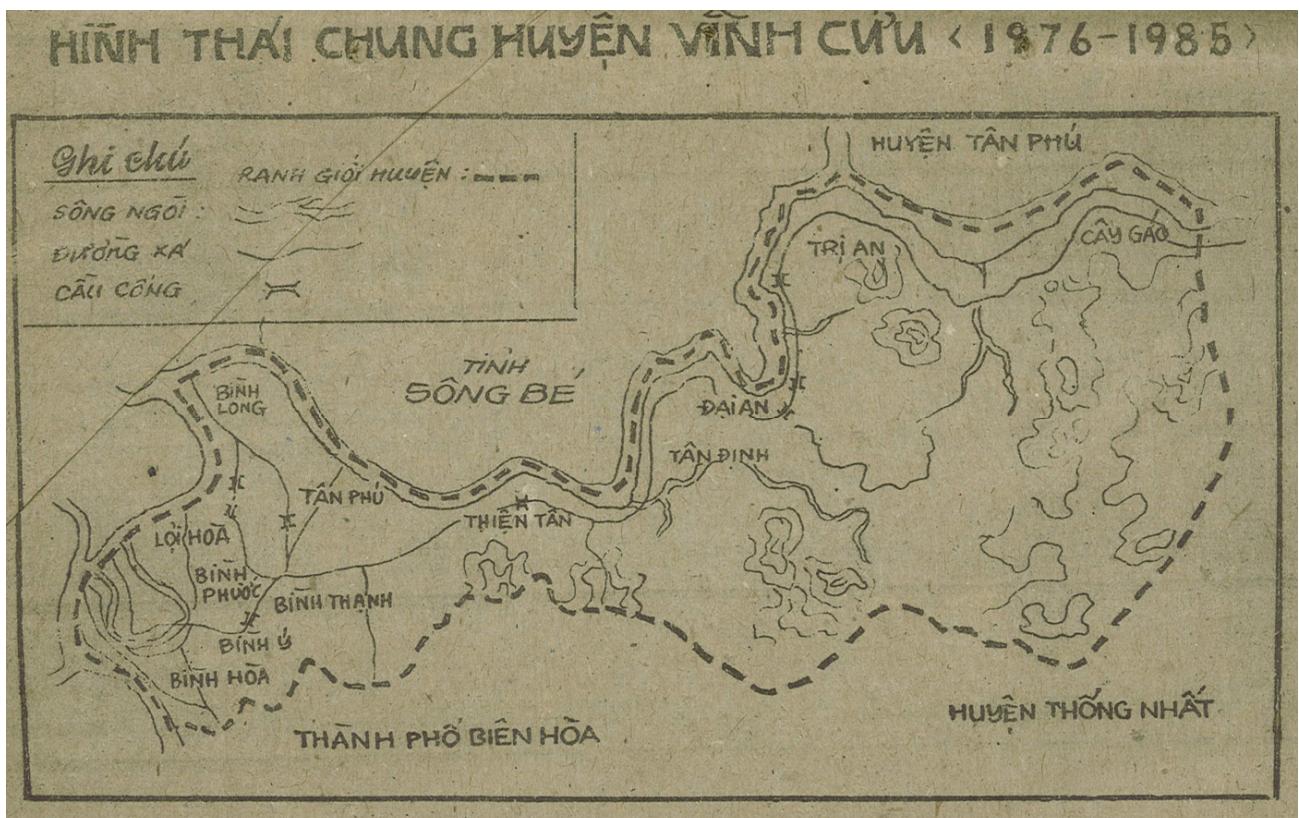 HÌNH THÁI CHUNG HUYỆN VĨNH CỬU < 1976-1985 >
Ghi chú
RANH GIỚI HUYỆN :
SÔNG NGÒI :
ĐƯỜNG XÁ
CẦU CỐNG
HUYỆN TÂN PHÚ
TRỊ AN
CÂY GÁO
TỈNH
SÔNG BÉ
BÌNH
LONG
ĐẠI AN
TÂN ĐỊNH
TÂN PHÚ
THIỆN TÂN
LỢI HOÀ
BÌNH
PHƯỚC
BÌNH THẠNH
BÌNH Ý
BÌNH HÒA
HUYỆN THỐNG NHẤT
THÀNH PHỐ BIÊN HÒA